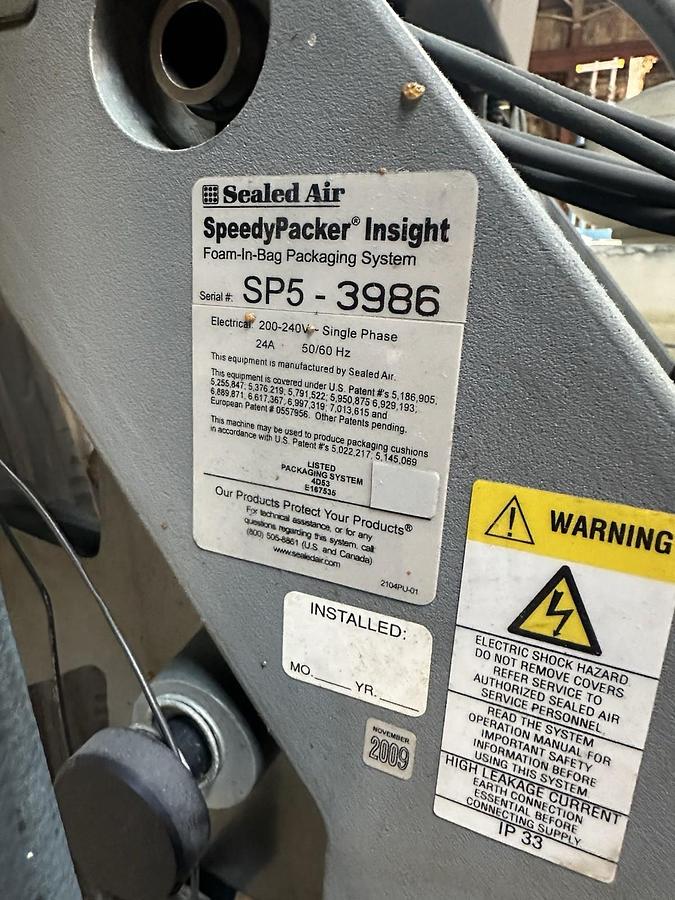 Sealed Air
SpeedyPacker® Insight
Foam-In-Bag Packaging System
Serial #: SP5 - 3986
Electrical: 200-240V~ Single Phase
24A 50/60 Hz
This equipment is manufactured by Sealed Air.
This equipment is covered under U.S. Patent #'s 5,186,905,
5,255,847; 5,376,219; 5,791,522; 5,950,875 6,929,193;
6,889,871; 6,617,367; 6,997,319; 7,013,615 and
European Patent # 0557956. Other Patents pending.
This machine may be used to produce packaging cushions
in accordance with U.S. Patent #'s 5,022,217; 5,145,069
LISTED
PACKAGING SYSTEM
4D53
E167535
Our Products Protect Your Products®
For technical assistance, or for any
questions regarding this system, call:
(800) 505-8861 (U.S. and Canada)
www.sealedair.com
2104PU-01
INSTALLED:
MO.____ YR.____
NOVEMBER
2009
WARNING
ELECTRIC SHOCK HAZARD
DO NOT REMOVE COVERS
REFER SERVICE TO
AUTHORIZED SEALED AIR
SERVICE PERSONNEL.
READ THE SYSTEM
OPERATION MANUAL FOR
IMPORTANT SAFETY
INFORMATION BEFORE
USING THIS SYSTEM.
HIGH LEAKAGE CURRENT
EARTH CONNECTION
ESSENTIAL BEFORE
CONNECTING SUPPLY
IP 33